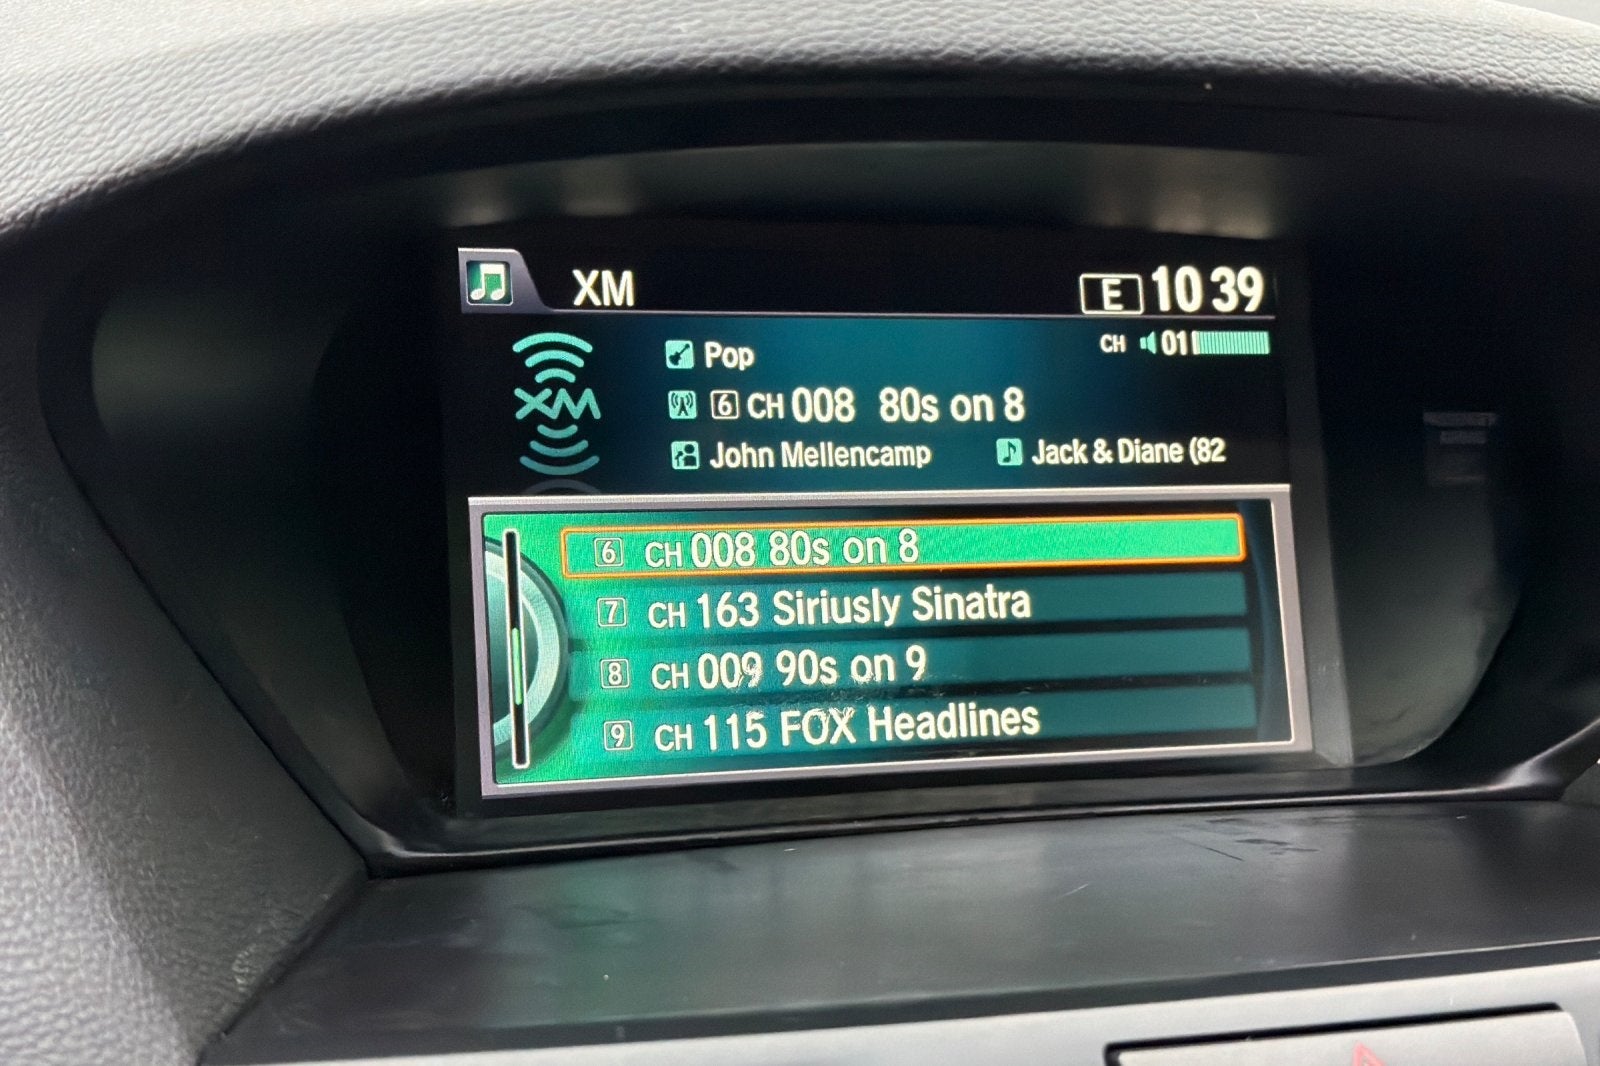 XM E 10 39
Pop CH 01
XM
6 CH 008 80s on 8
John Mellencamp Jack & Diane (82
6 CH 008 80s on 8
7 CH 163 Siriusly Sinatra
8 CH 009 90s on 9
9 CH 115 FOX Headlines